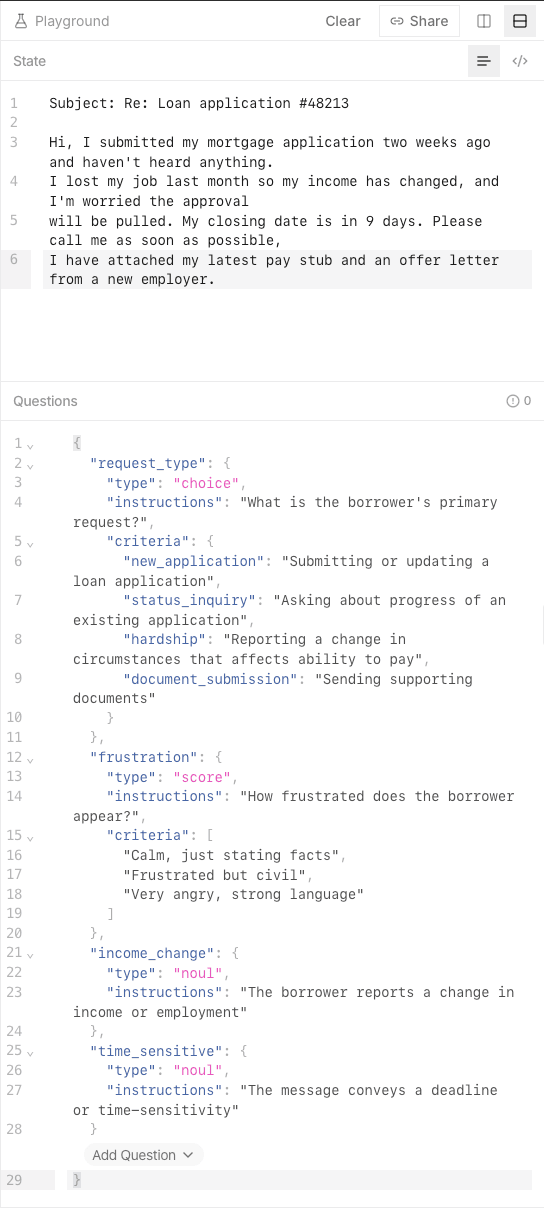 Playground
Clear
Share
State
1 Subject: Re: Loan application #48213
2
3 Hi, I submitted my mortgage application two weeks ago
and haven't heard anything.
4 I lost my job last month so my income has changed, and
I'm worried the approval
5 will be pulled. My closing date is in 9 days. Please
call me as soon as possible,
6 I have attached my latest pay stub and an offer letter
from a new employer.
Questions
0
1 {
2 "request_type": {
3 "type": "choice",
4 "instructions": "What is the borrower's primary
request?",
5 "criteria": {
6 "new_application": "Submitting or updating a
loan application",
7 "status_inquiry": "Asking about progress of an
existing application",
8 "hardship": "Reporting a change in
circumstances that affects ability to pay",
9 "document_submission": "Sending supporting
documents"
10 }
11 },
12 "frustration": {
13 "type": "score",
14 "instructions": "How frustrated does the borrower
appear?",
15 "criteria": [
16 "Calm, just stating facts",
17 "Frustrated but civil",
18 "Very angry, strong language"
19 ]
20 },
21 "income_change": {
22 "type": "noul",
23 "instructions": "The borrower reports a change in
income or employment"
24 },
25 "time_sensitive": {
26 "type": "noul",
27 "instructions": "The message conveys a deadline
or time-sensitivity"
28 }
Add Question
29 }